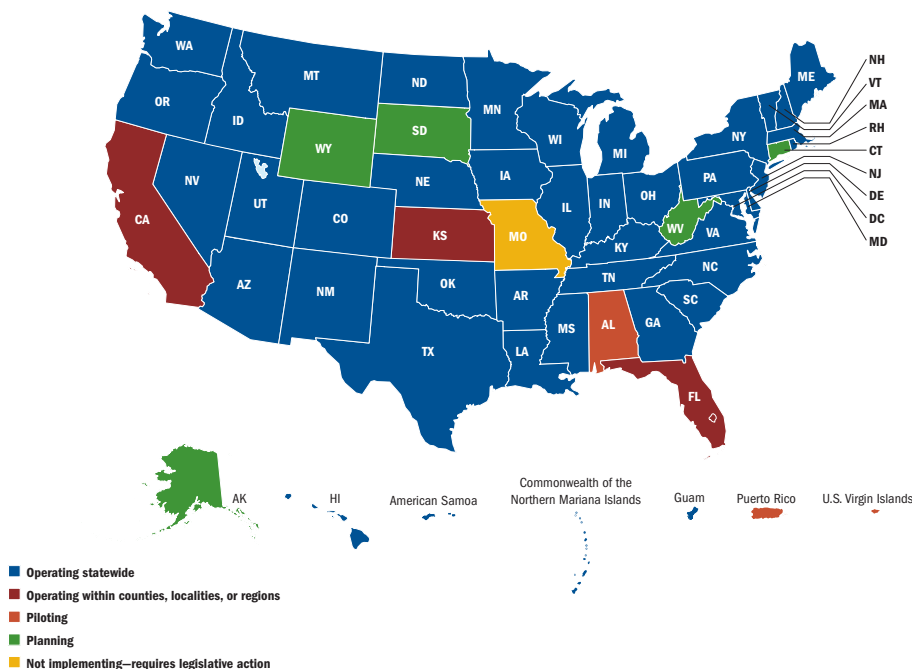 WA
MT
ND
MN
ME
NH
VT
MA
RH
CT
NJ
DE
DC
MD
OR
ID
WY
SD
WI
MI
NY
NV
UT
CO
NE
IA
IL
IN
OH
PA
CA
KS
MO
KY
WV
VA
AZ
NM
OK
AR
TN
NC
SC
TX
LA
MS
AL
GA
FL
AK
HI
American Samoa
Commonwealth of the
Northern Mariana Islands
Guam
Puerto Rico
U.S. Virgin Islands
Operating statewide
Operating within counties, localities, or regions
Piloting
Planning
Not implementing—requires legislative action